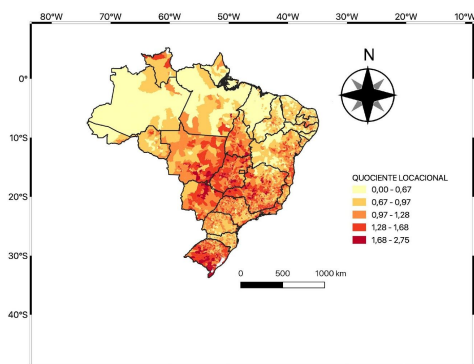 80°W 70°W 60°W 50°W 40°W 30°W 20°W 10°W
N
0°
10°S
20°S
30°S
40°S
QUOCIENTE LOCACIONAL
0,00 - 0,67
0,67 - 0,97
0,97 - 1,28
1,28 - 1,68
1,68 - 2,75
0 500 1000 km